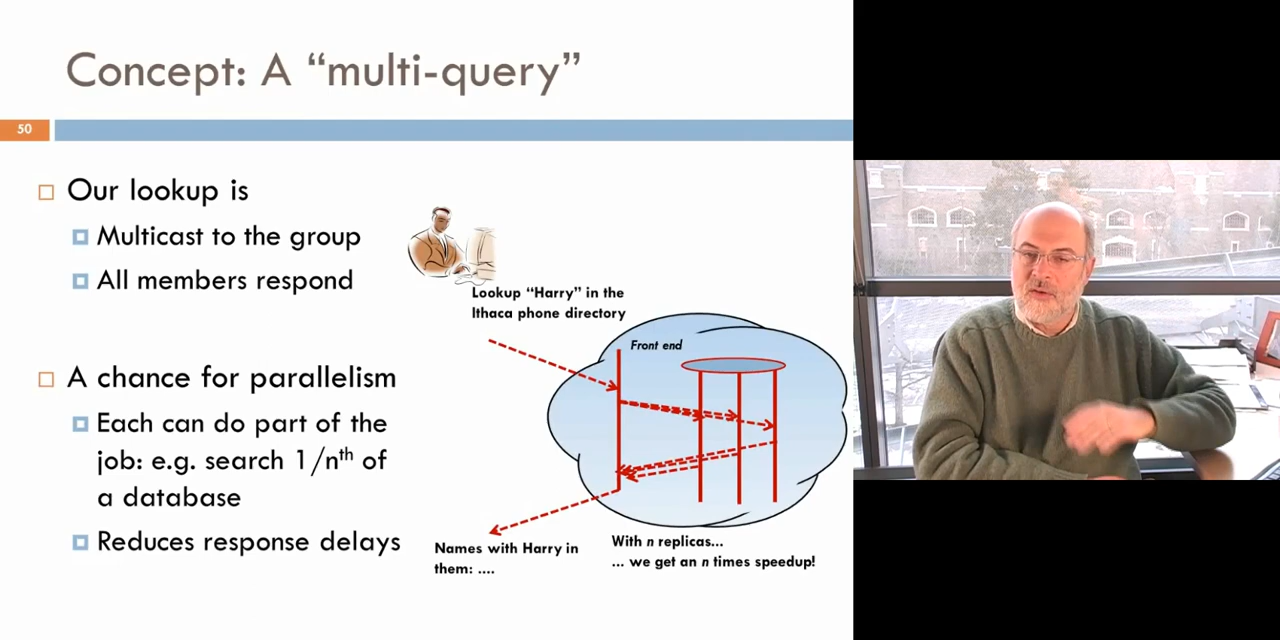 Concept: A “multi-query”
50
Our lookup is
Multicast to the group
All members respond
A chance for parallelism
Each can do part of the
job: e.g. search 1/nth of
a database
Reduces response delays
Lookup “Harry” in the
Ithaca phone directory
Front end
Names with Harry in
them: ....
With n replicas...
... we get an n times speedup!